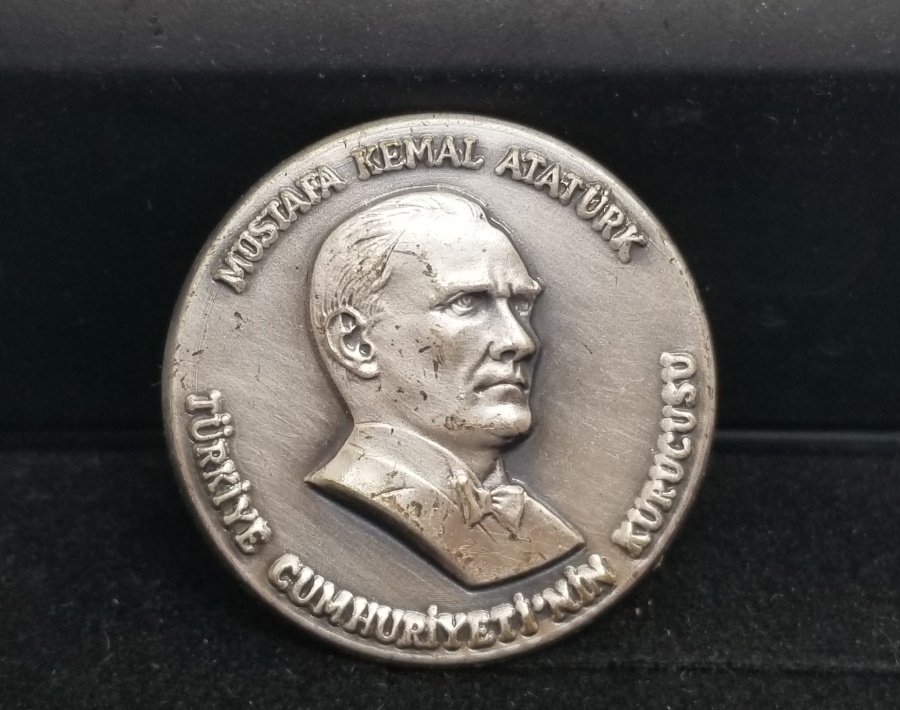 MUSTAFA KEMAL ATATÜRK
TÜRKİYE CUMHURİYETİ'NİN KURUCUSU